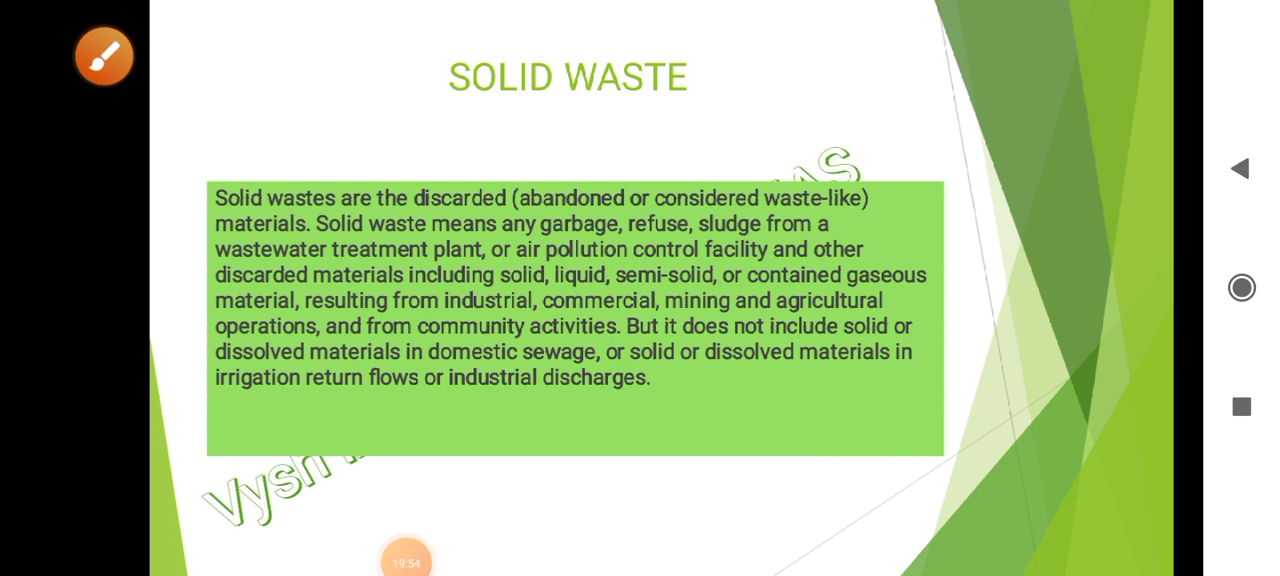 SOLID WASTE
Solid wastes are the discarded (abandoned or considered waste-like)
materials. Solid waste means any garbage, refuse, sludge from a
wastewater treatment plant, or air pollution control facility and other
discarded materials including solid, liquid, semi-solid, or contained gaseous
material, resulting from industrial, commercial, mining and agricultural
operations, and from community activities. But it does not include solid or
dissolved materials in domestic sewage, or solid or dissolved materials in
irrigation return flows or industrial discharges.
Vysh
19:54